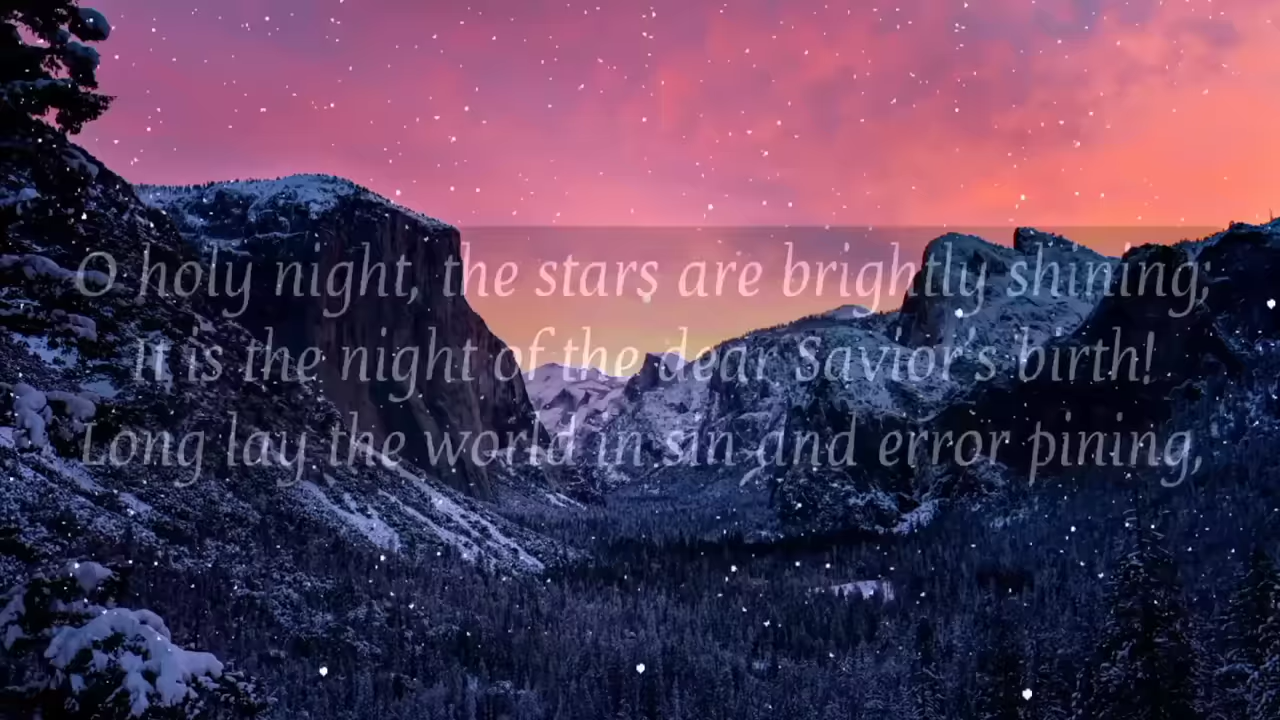 O holy night, the stars are brightly shining;
It is the night of the dear Savior's birth!
Long lay the world in sin and error pining,